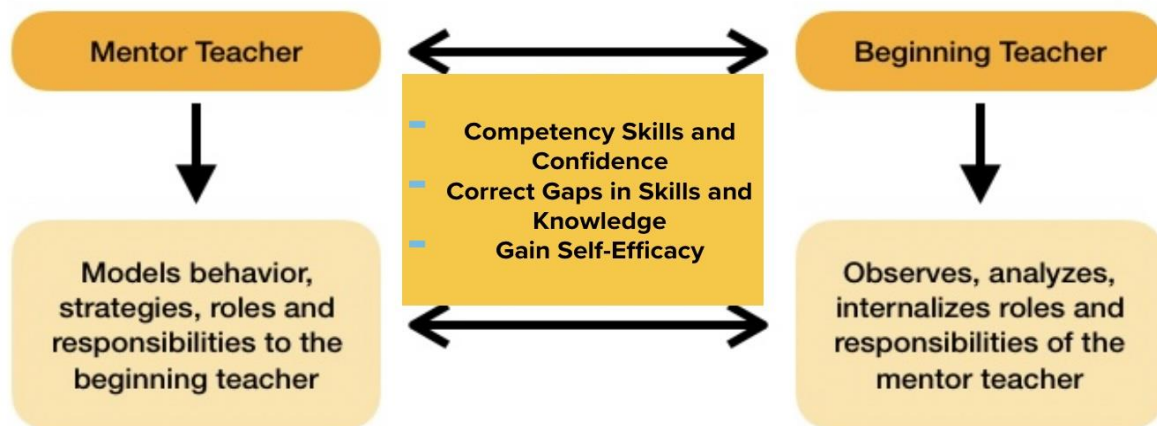 Mentor Teacher
Beginning Teacher
- Competency Skills and
Confidence
- Correct Gaps in Skills and
Knowledge
- Gain Self-Efficacy
Models behavior,
strategies, roles and
responsibilities to the
beginning teacher
Observes, analyzes,
internalizes roles and
responsibilities of the
mentor teacher